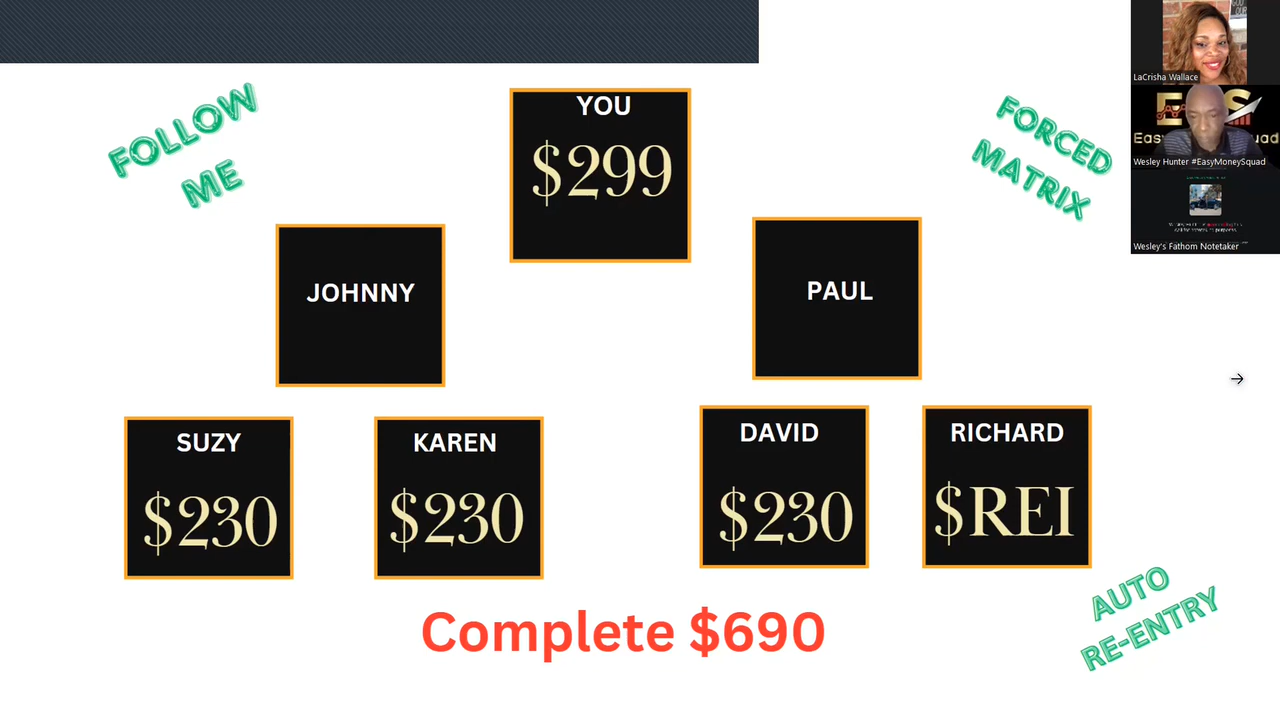 FOLLOW
ME
YOU
$299
FORCED
MATRIX
JOHNNY
PAUL
SUZY
$230
KAREN
$230
DAVID
$230
RICHARD
$REI
Complete $690
AUTO
RE-ENTRY
LaCrisha Wallace
Wesley Hunter #EasyMoneySquad
Wesley's Fathom Notetaker